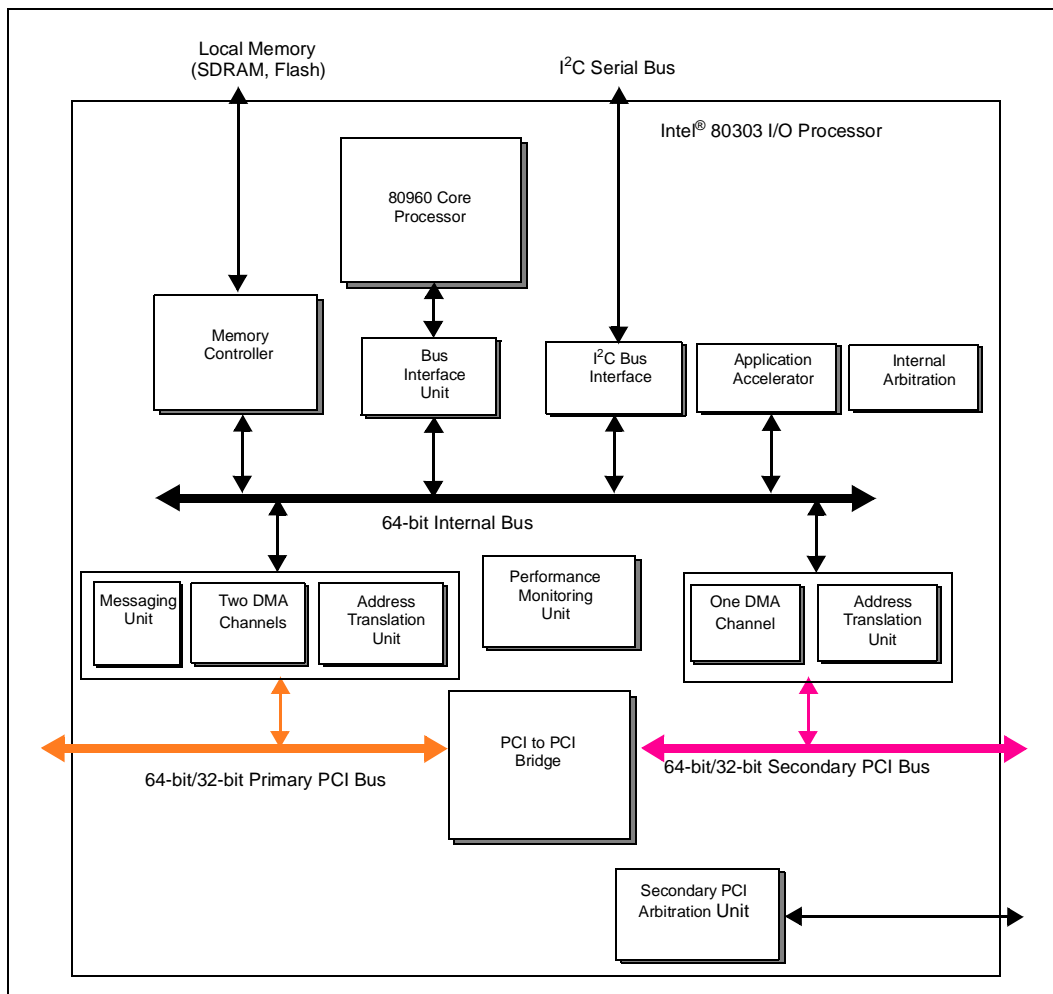 Local Memory
(SDRAM, Flash)
I²C Serial Bus
Intel® 80303 I/O Processor
80960 Core
Processor
Memory
Controller
Bus
Interface
Unit
I²C Bus
Interface
Application
Accelerator
Internal
Arbitration
64-bit Internal Bus
Messaging
Unit
Two DMA
Channels
Address
Translation
Unit
Performance
Monitoring
Unit
One DMA
Channel
Address
Translation
Unit
PCI to PCI
Bridge
64-bit/32-bit Primary PCI Bus
64-bit/32-bit Secondary PCI Bus
Secondary PCI
Arbitration Unit